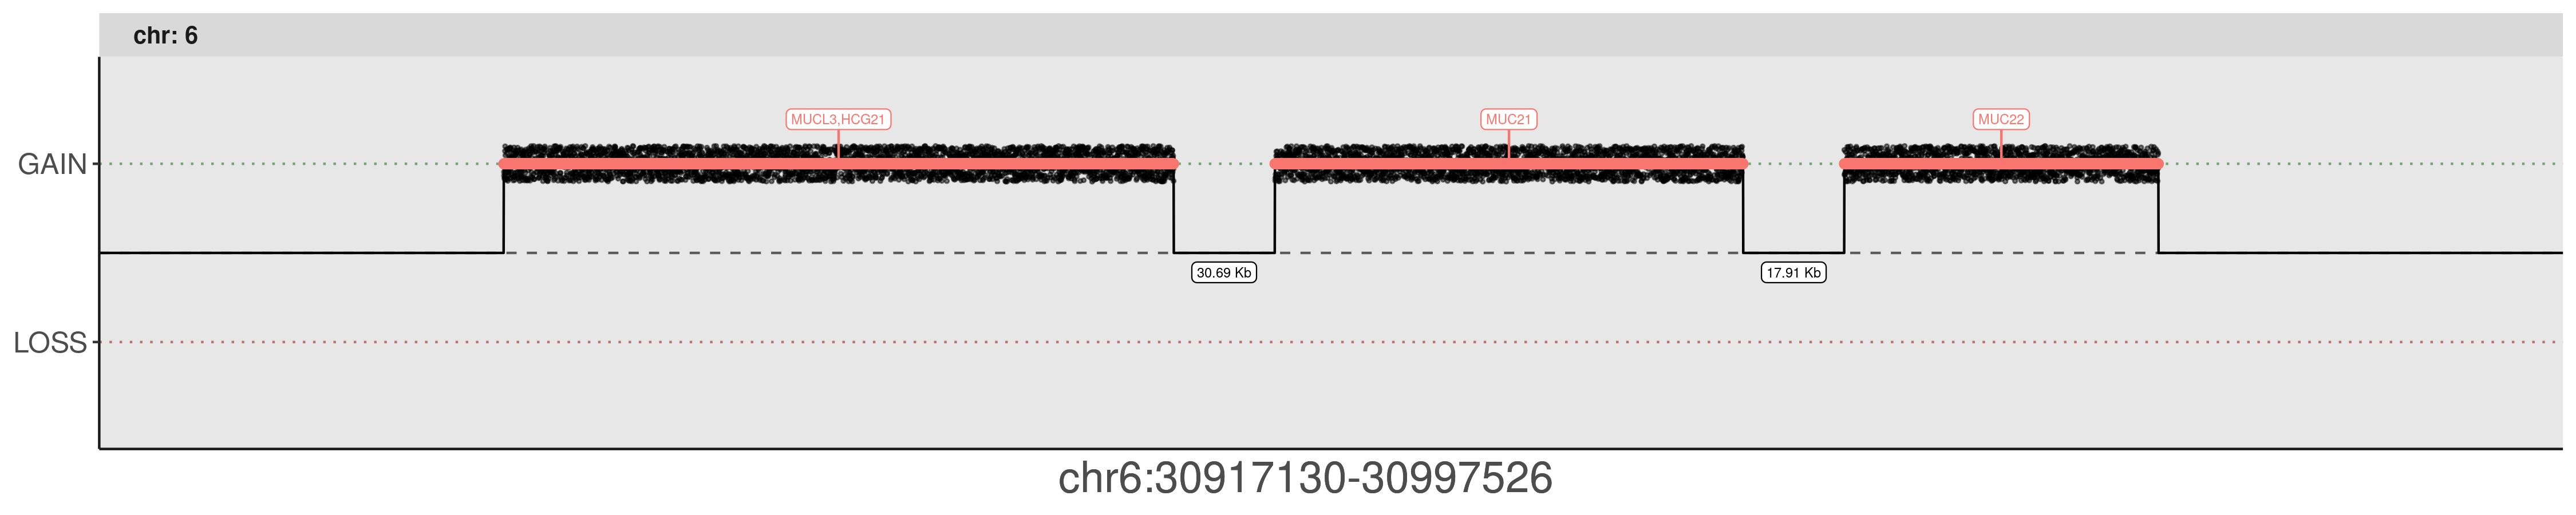 chr: 6
MUCL3,HCG21
MUC21
MUC22
GAIN
30.69 Kb
17.91 Kb
LOSS
chr6:30917130-30997526